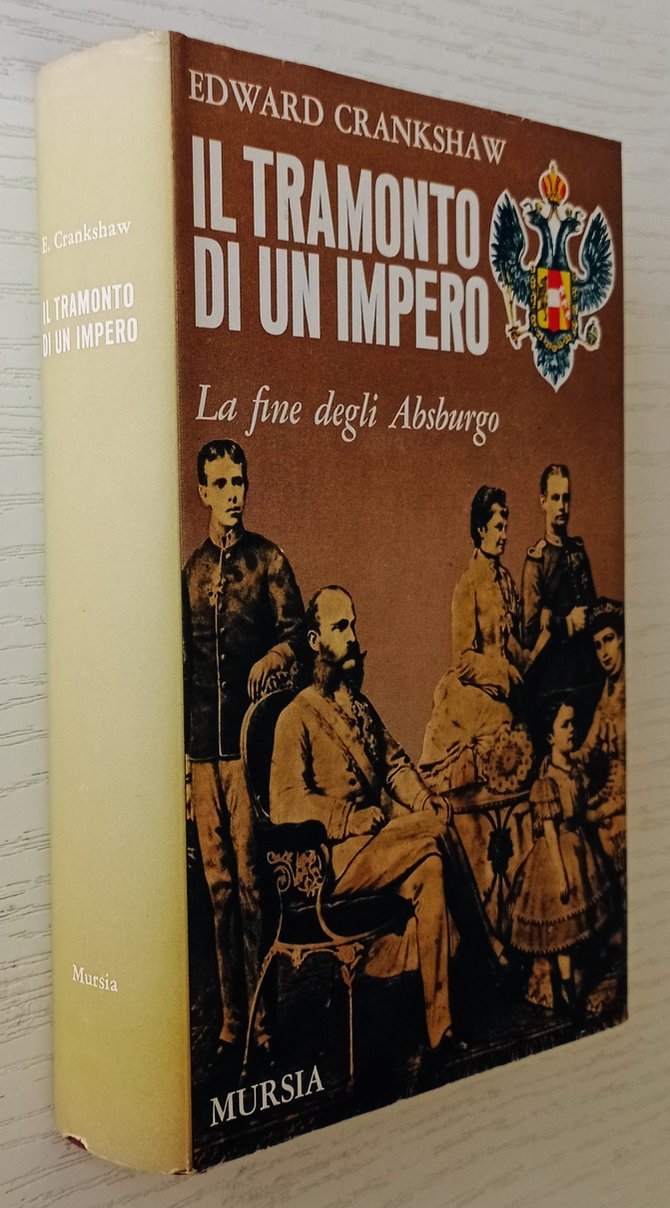 E. Crankshaw
IL TRAMONTO
DI UN IMPERO
Mursia
EDWARD CRANKSHAW
IL TRAMONTO
DI UN IMPERO
La fine degli Absburgo
MURSIA